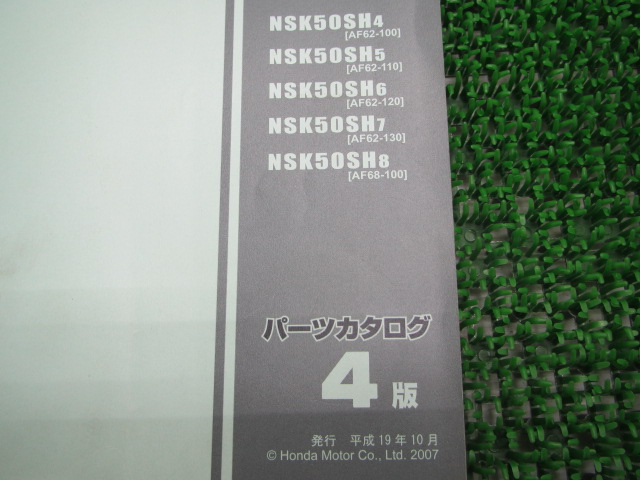 NSK50SH4
[AF62-100]
NSK50SH5
[AF62-110]
NSK50SH6
[AF62-120]
NSK50SH7
[AF62-130]
NSK50SH8
[AF68-100]
パーツカタログ
4版
発行 平成19年10月
© Honda Motor Co., Ltd. 2007